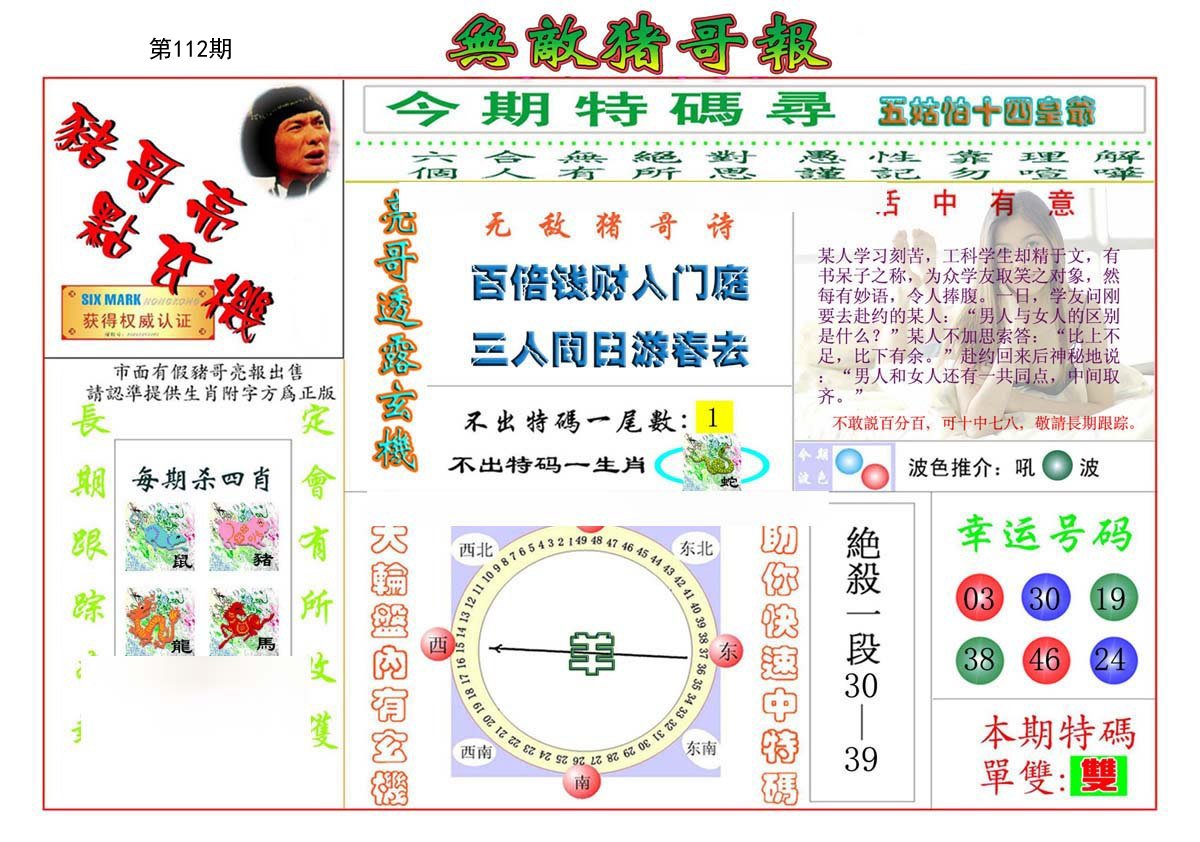 第112期
無敵猪哥報
豬哥亮
點玄機
SIX MARK HONGKONG
获得权威认证
今期特碼尋 五姑怕十四皇爺
六合無絕對 愚性靠理解
個人有所思 謹記勿喧嘩
市面有假豬哥亮報出售
請認準提供生肖附字方爲正版
長期跟踪
定會有所收獲
每期杀四肖
鼠 豬
龍 馬
亮哥透露玄機
无敌猪哥诗
百倍钱财入门庭
三人同日游春去
不出特碼一尾數: 1
不出特码一生肖 蛇
活中有意
某人学习刻苦，工科学生却精于文，有
书呆子之称，为众学友取笑之对象，然
每有妙语，令人捧腹。一日，学友问刚
要去赴约的某人：“男人与女人的区别
是什么？”某人不加思索答：“比上不
足，比下有余。”赴约回来后神秘地说
：“男人和女人还有一共同点，中间取
齐。”
不敢説百分百, 可十中七八, 敬請長期跟踪。
今期
波色
波色推介：吼 波
大輪盤內有玄機
西北 东北
西 羊 东
西南 东南
南
1 2 3 4 5 6 7 8 9 10 11 12 13 14 15 16 17 18 19 20 21 22 23 24 25 26 27 28 29 30 31 32 33 34 35 36 37 38 39 40 41 42 43 44 45 46 47 48 49
助你快速中特碼
絶殺一段30—39
幸运号码
03 30 19
38 46 24
本期特碼
單雙: 雙